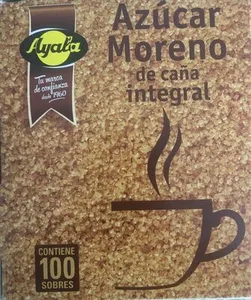 Ayala
Tu marca
de confianza
desde 1960
Azúcar
Moreno
de caña
integral
CONTIENE
100
SOBRES